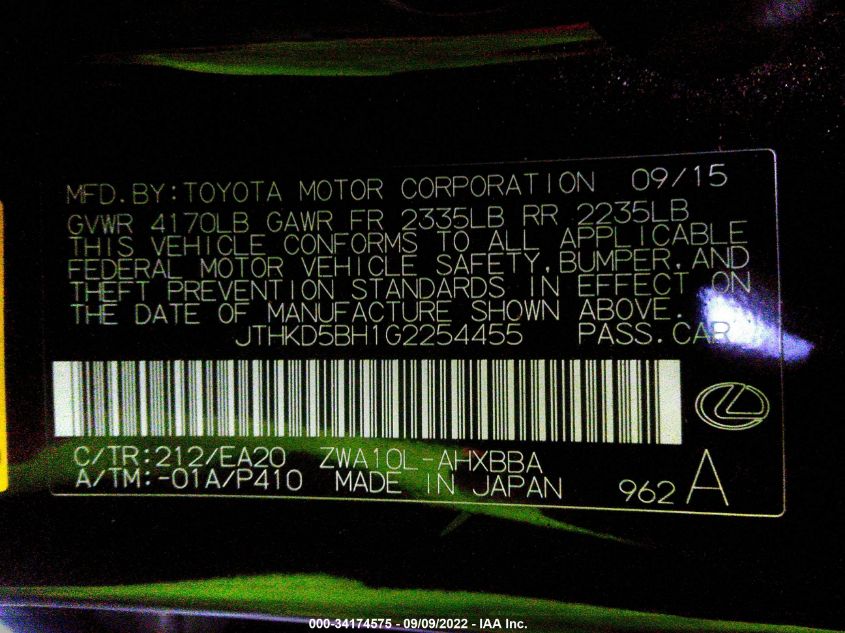 MFD.BY:TOYOTA MOTOR CORPORATION 09/15
GVWR 4170LB GAWR FR 2335LB RR 2235LB
THIS VEHICLE CONFORMS TO ALL APPLICABLE
FEDERAL MOTOR VEHICLE SAFETY,BUMPER,AND
THEFT PREVENTION STANDARDS IN EFFECT ON
THE DATE OF MANUFACTURE SHOWN ABOVE.
JTHKD5BH1G2254455 PASS.CAR
C/TR:212/EA20 ZWA10L-AHXBBA
A/TM:-01A/P410 MADE IN JAPAN 962 A
000-34174575 - 09/09/2022 - IAA Inc.